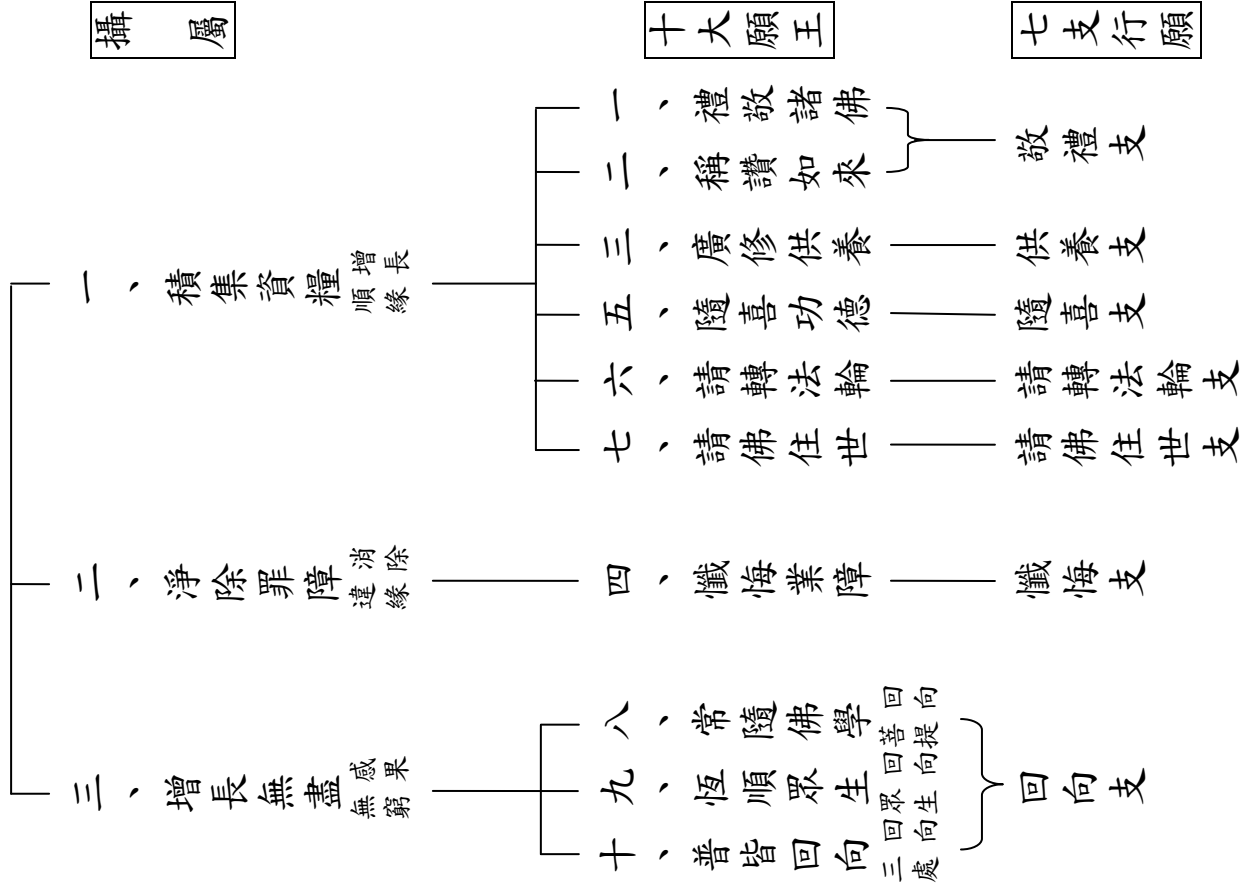 攝屬
十大願王
七支行願
一、積集資糧
增長
順緣
一、禮敬諸佛
二、稱讚如來
敬禮支
三、廣修供養
供養支
五、隨喜功德
隨喜支
六、請轉法輪
請轉法輪支
七、請佛住世
請佛住世支
二、淨除罪障
消除
違緣
四、懺悔業障
懺悔支
三、增長無盡
感果
無窮
八、常隨佛學
回向
菩提
九、恆順眾生
回向
眾生
十、普皆回向
回向
三處
回向支